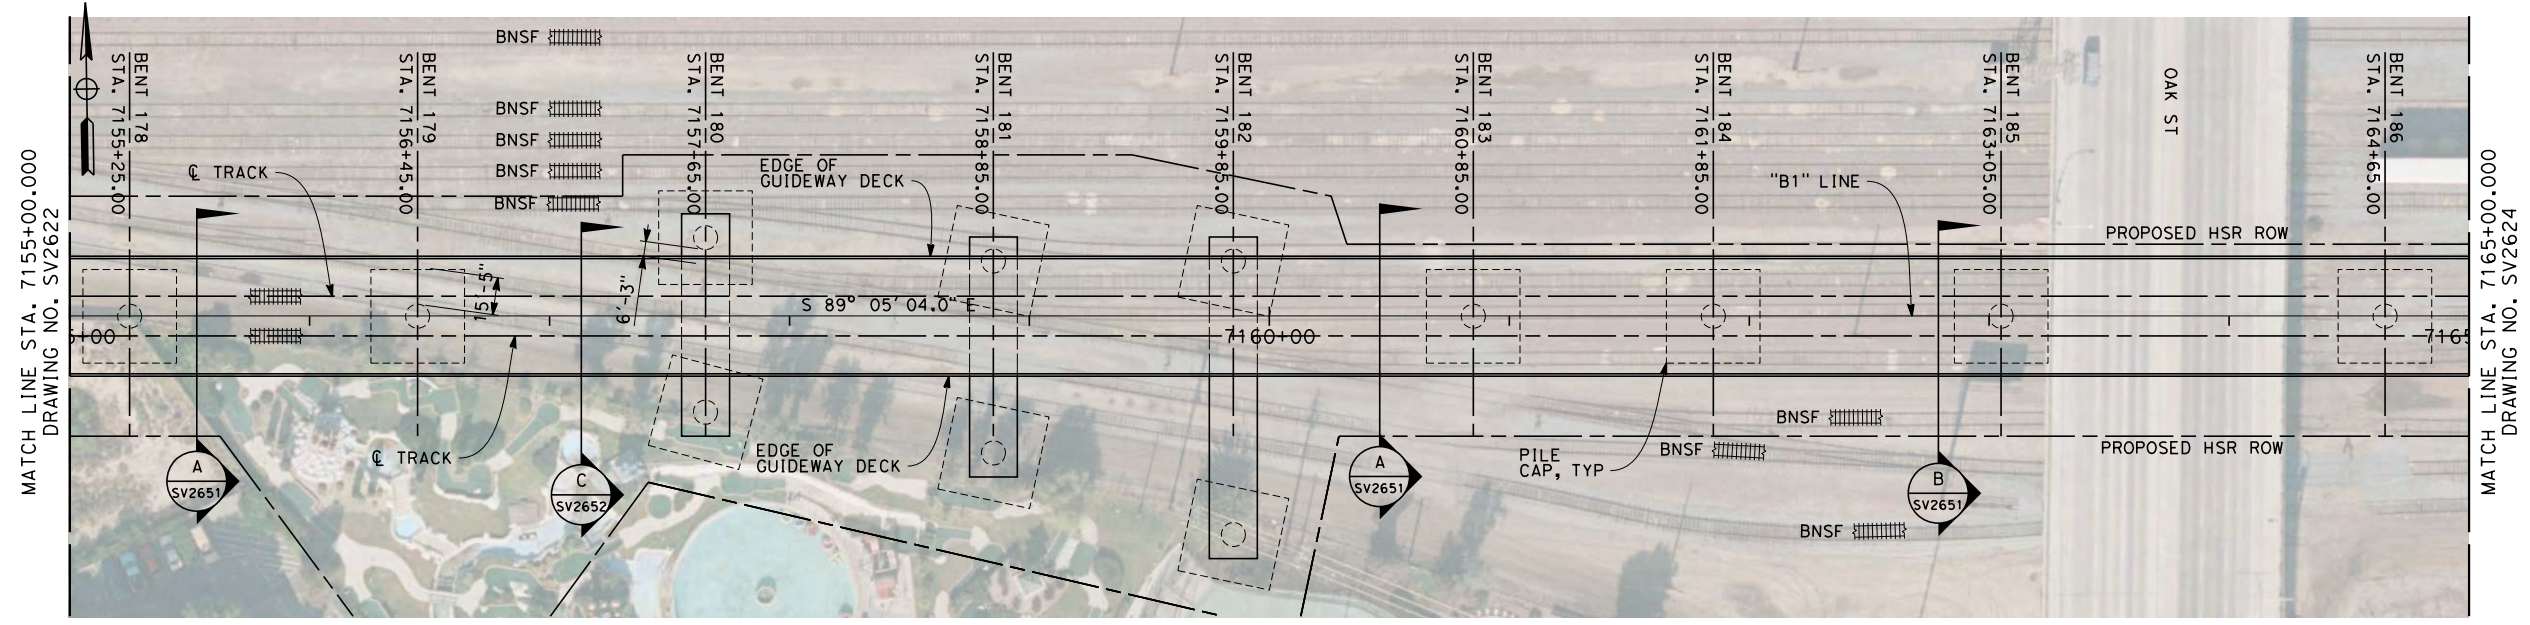 MATCH LINE STA. 7155+00.000
DRAWING NO. SV2622
BENT 178
STA. 7155+25.00
BENT 179
STA. 7156+45.00
BNSF
BNSF
BNSF
BNSF
BNSF
BENT 180
STA. 7157+65.00
BENT 181
STA. 7158+85.00
BENT 182
STA. 7159+85.00
BENT 183
STA. 7160+85.00
BENT 184
STA. 7161+85.00
BENT 185
STA. 7163+05.00
OAK ST
BENT 186
STA. 7164+65.00
℄ TRACK
EDGE OF
GUIDEWAY DECK
"B1" LINE
PROPOSED HSR ROW
15'-5"
6'-3"
S 89° 05' 04.0" E
5+00
7160+00
7165
℄ TRACK
EDGE OF
GUIDEWAY DECK
PILE
CAP, TYP
BNSF
BNSF
BNSF
PROPOSED HSR ROW
A
SV2651
C
SV2652
A
SV2651
B
SV2651
MATCH LINE STA. 7165+00.000
DRAWING NO. SV2624